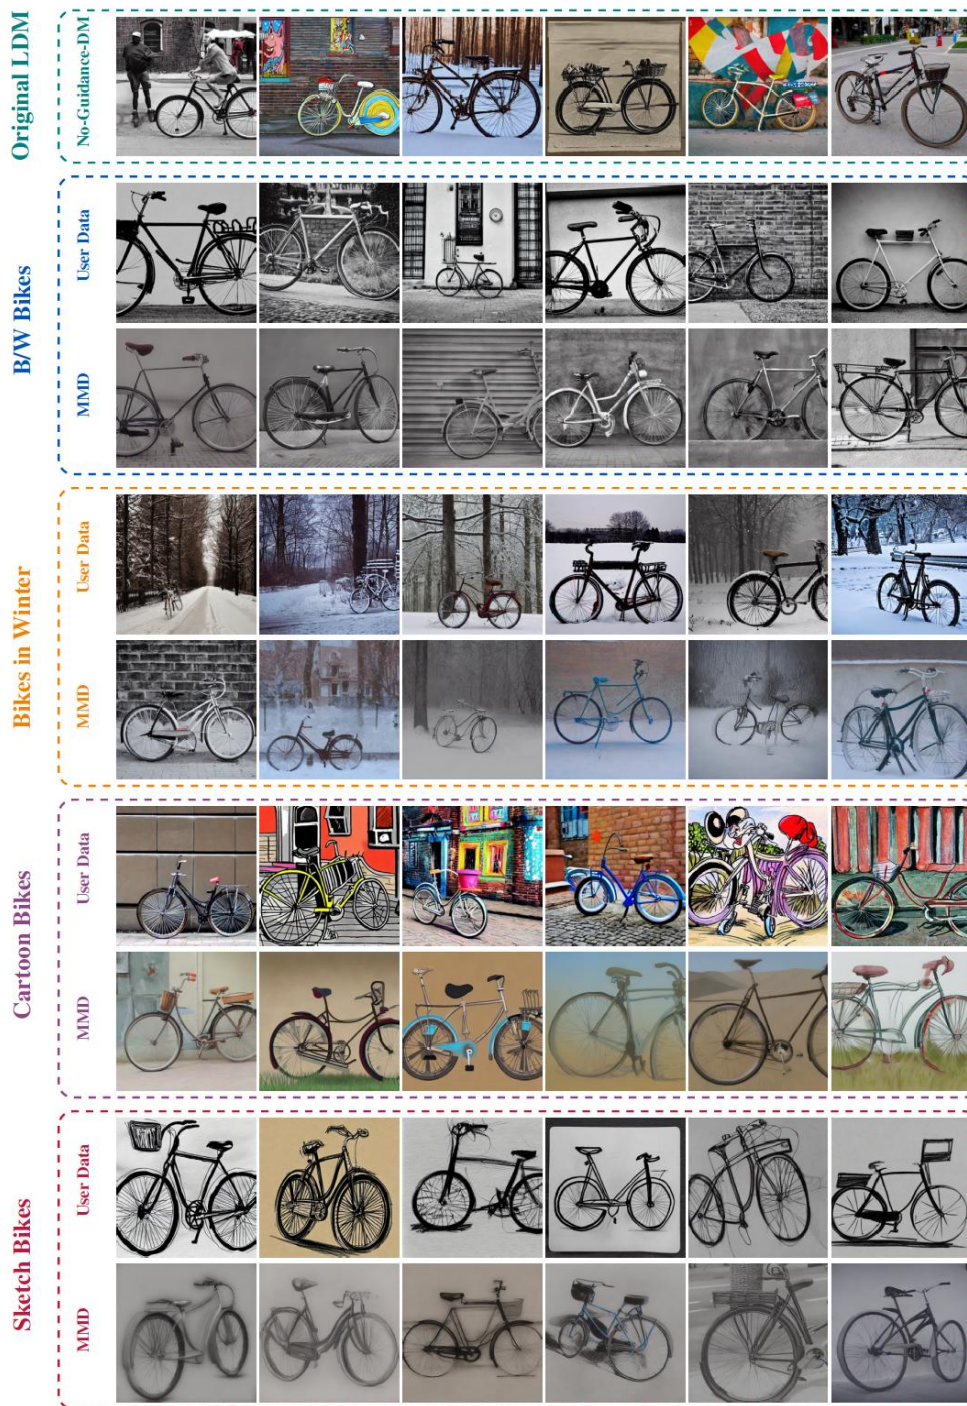 Original LDM
No-Guidance-DM
B/W Bikes
User Data
MMD
Bikes in Winter
User Data
MMD
Cartoon Bikes
User Data
MMD
Sketch Bikes
User Data
MMD